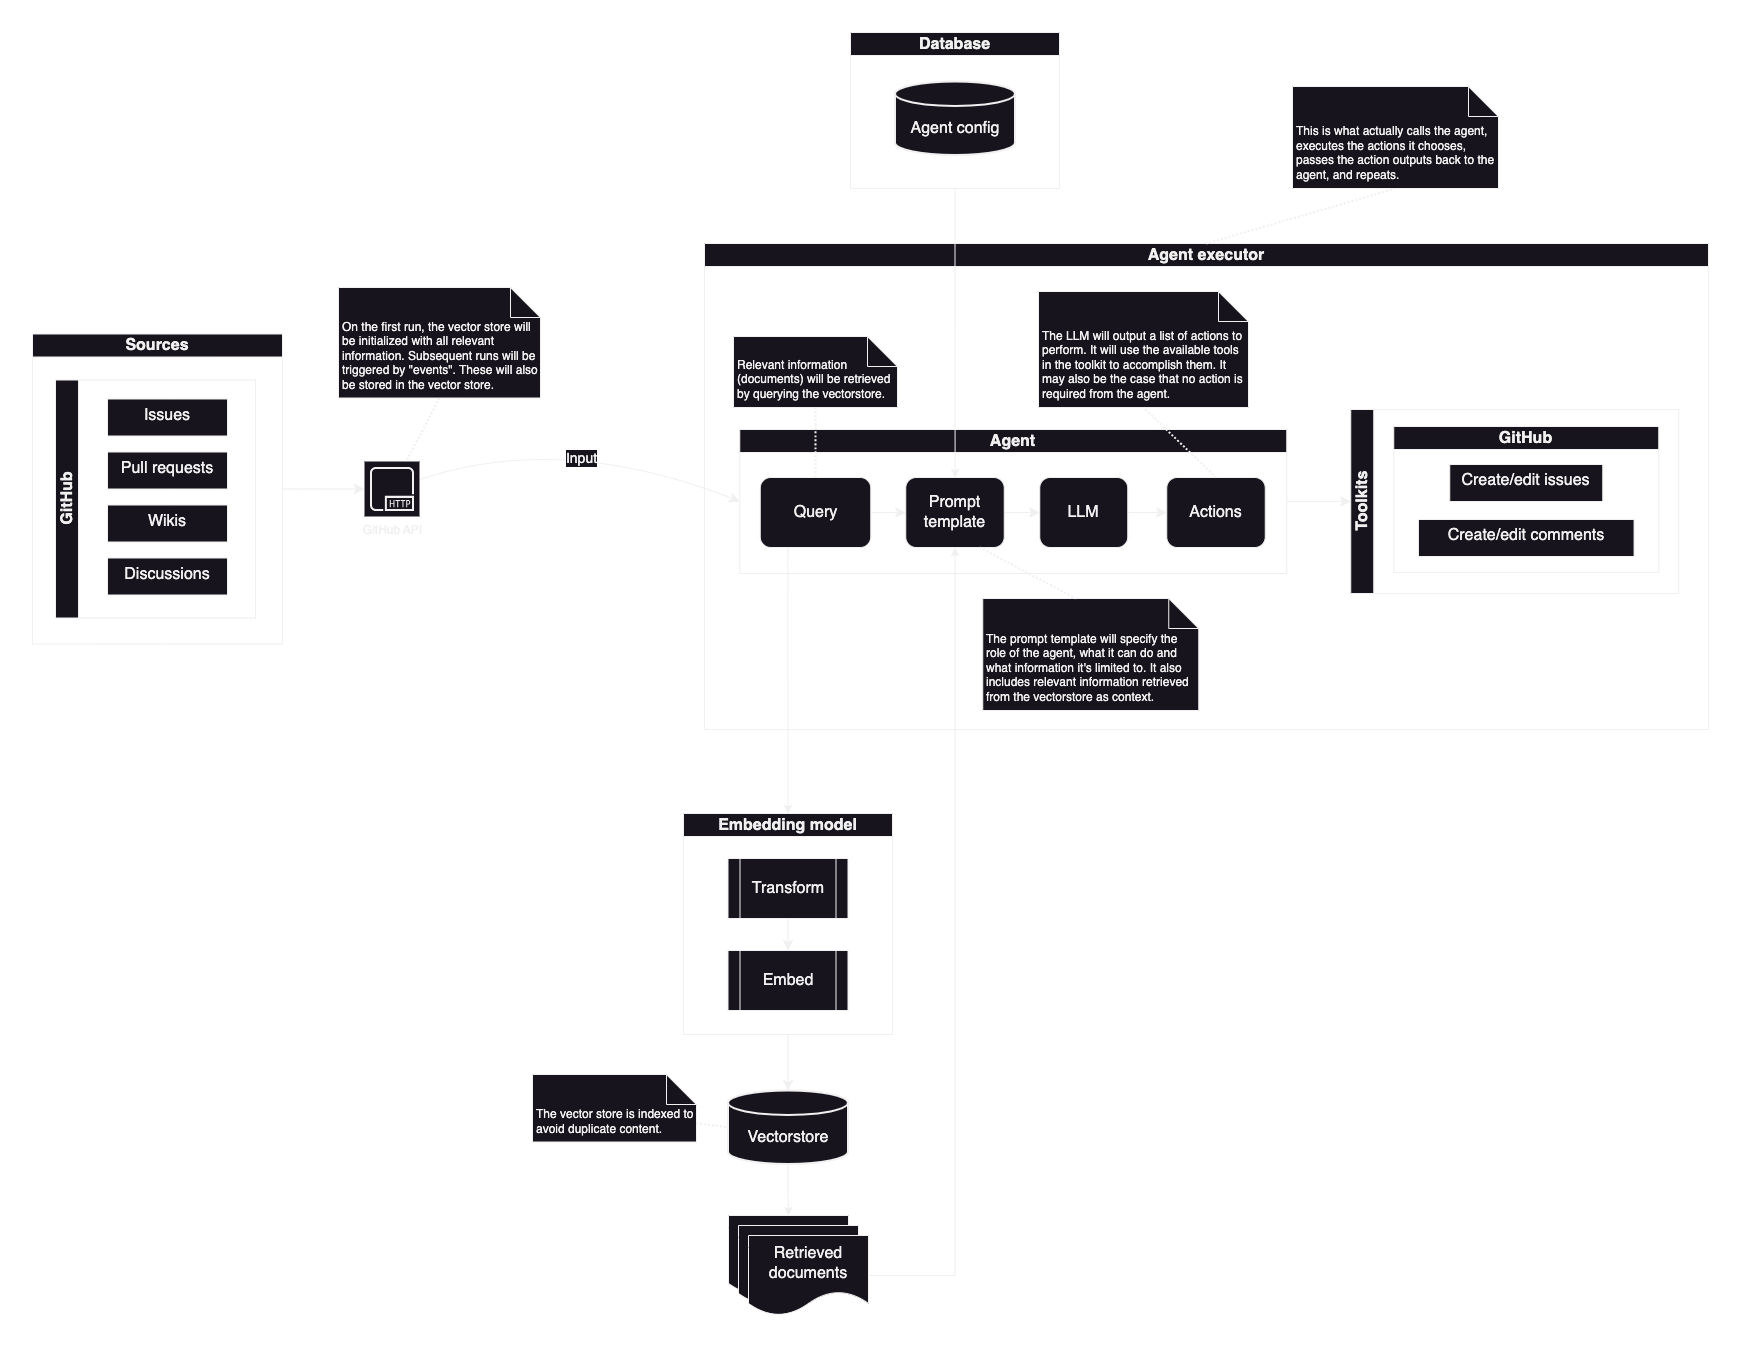 Database
Agent config
This is what actually calls the agent,
executes the actions it chooses,
passes the action outputs back to the
agent, and repeats.
Agent executor
On the first run, the vector store will
be initialized with all relevant
information. Subsequent runs will be
triggered by "events". These will also
be stored in the vector store.
Sources
GitHub
Issues
Pull requests
Wikis
Discussions
HTTP
GitHub API
Input
Relevant information
(documents) will be retrieved
by querying the vectorstore.
The LLM will output a list of actions to
perform. It will use the available tools
in the toolkit to accomplish them. It
may also be the case that no action is
required from the agent.
Agent
Query
Prompt
template
LLM
Actions
Toolkits
GitHub
Create/edit issues
Create/edit comments
The prompt template will specify the
role of the agent, what it can do and
what information it's limited to. It also
includes relevant information retrieved
from the vectorstore as context.
Embedding model
Transform
Embed
The vector store is indexed to
avoid duplicate content.
Vectorstore
Retrieved
documents